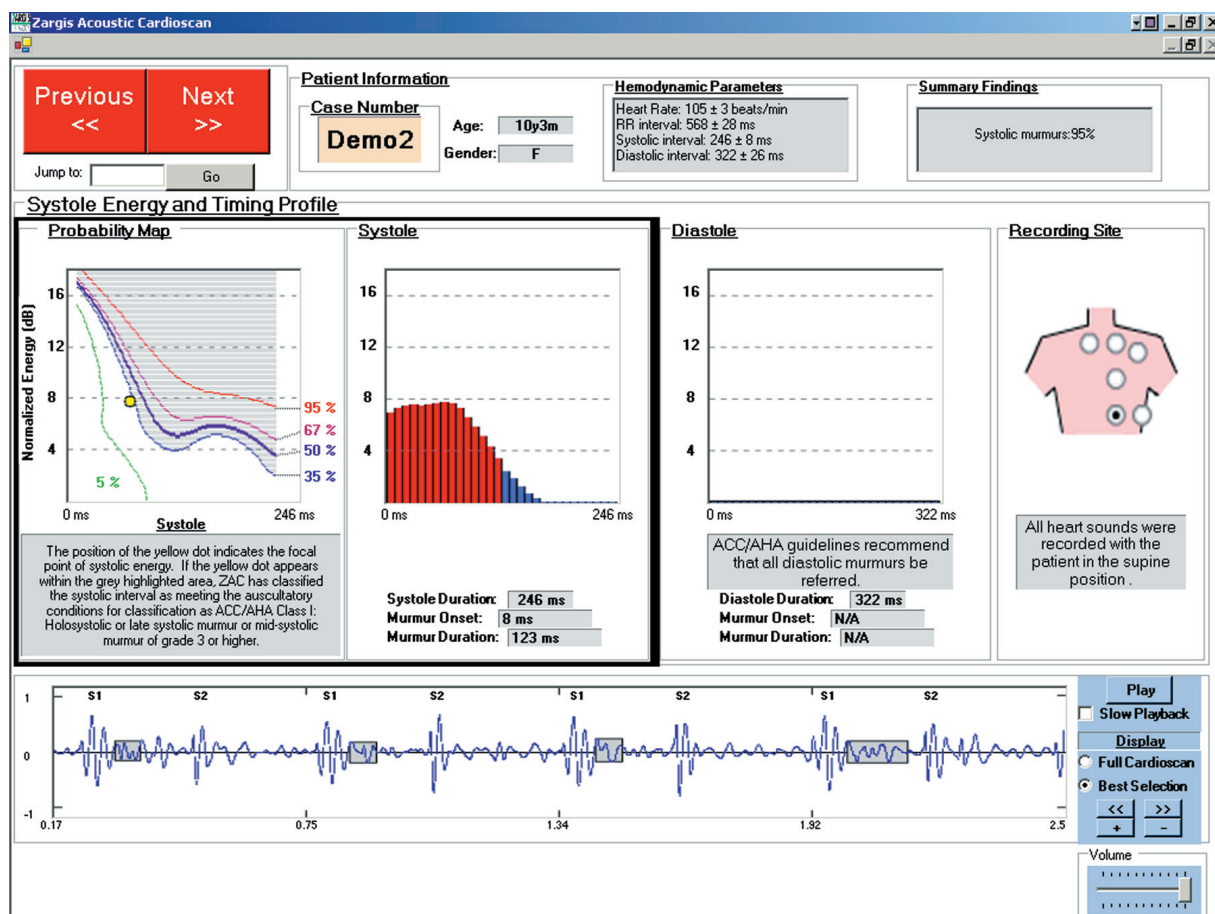 Zargis Acoustic Cardioscan
Previous
<<
Next
>>
Jump to:
Go
Patient Information
Case Number
Demo2
Age: 10y3m
Gender: F
Hemodynamic Parameters
Heart Rate: 105 ± 3 beats/min
RR interval: 568 ± 28 ms
Systolic interval: 246 ± 8 ms
Diastolic interval: 322 ± 26 ms
Summary Findings
Systolic murmurs:95%
Systole Energy and Timing Profile
Probability Map
Normalized Energy (dB)
16
12
8
4
95 %
67 %
50 %
35 %
5 %
0 ms
246 ms
Systole
The position of the yellow dot indicates the focal
point of systolic energy. If the yellow dot appears
within the grey highlighted area, ZAC has classified
the systolic interval as meeting the auscultatory
conditions for classification as ACC/AHA Class I:
Holosystolic or late systolic murmur or mid-systolic
murmur of grade 3 or higher.
Systole
16
12
8
4
0 ms
246 ms
Systole Duration: 246 ms
Murmur Onset: 8 ms
Murmur Duration: 123 ms
Diastole
16
12
8
4
0 ms
322 ms
ACC/AHA guidelines recommend
that all diastolic murmurs be
referred.
Diastole Duration: 322 ms
Murmur Onset: N/A
Murmur Duration: N/A
Recording Site
All heart sounds were
recorded with the
patient in the supine
position .
1
0
-1
S1 S2 S1 S2 S1 S2 S1 S2
0.17 0.75 1.34 1.92 2.5
Play
Slow Playback
Display
Full Cardioscan
Best Selection
<< >>
+ -
Volume